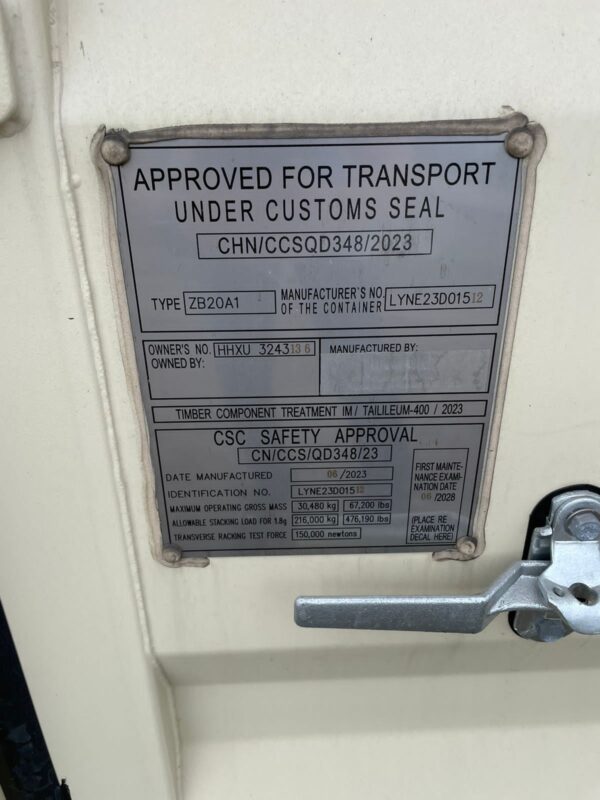 APPROVED FOR TRANSPORT
UNDER CUSTOMS SEAL
CHN/CCSQD348/2023
TYPE ZB20A1
MANUFACTURER'S NO.
OF THE CONTAINER LYNE23D01512
OWNER'S NO. HHXU 3243136
OWNED BY:
MANUFACTURED BY:
TIMBER COMPONENT TREATMENT IM / TAILILEUM-400 / 2023
CSC SAFETY APPROVAL
CN/CCS/QD348/23
DATE MANUFACTURED 06/2023
IDENTIFICATION NO. LYNE23D01512
MAXIMUM OPERATING GROSS MASS 30,480 kg 67,200 lbs
ALLOWABLE STACKING LOAD FOR 1.8g 216,000 kg 476,190 lbs
TRANSVERSE RACKING TEST FORCE 150,000 newtons
FIRST MAINTE-
NANCE EXAMI-
NATION DATE
06 /2028
(PLACE RE
EXAMINATION
DECAL HERE)